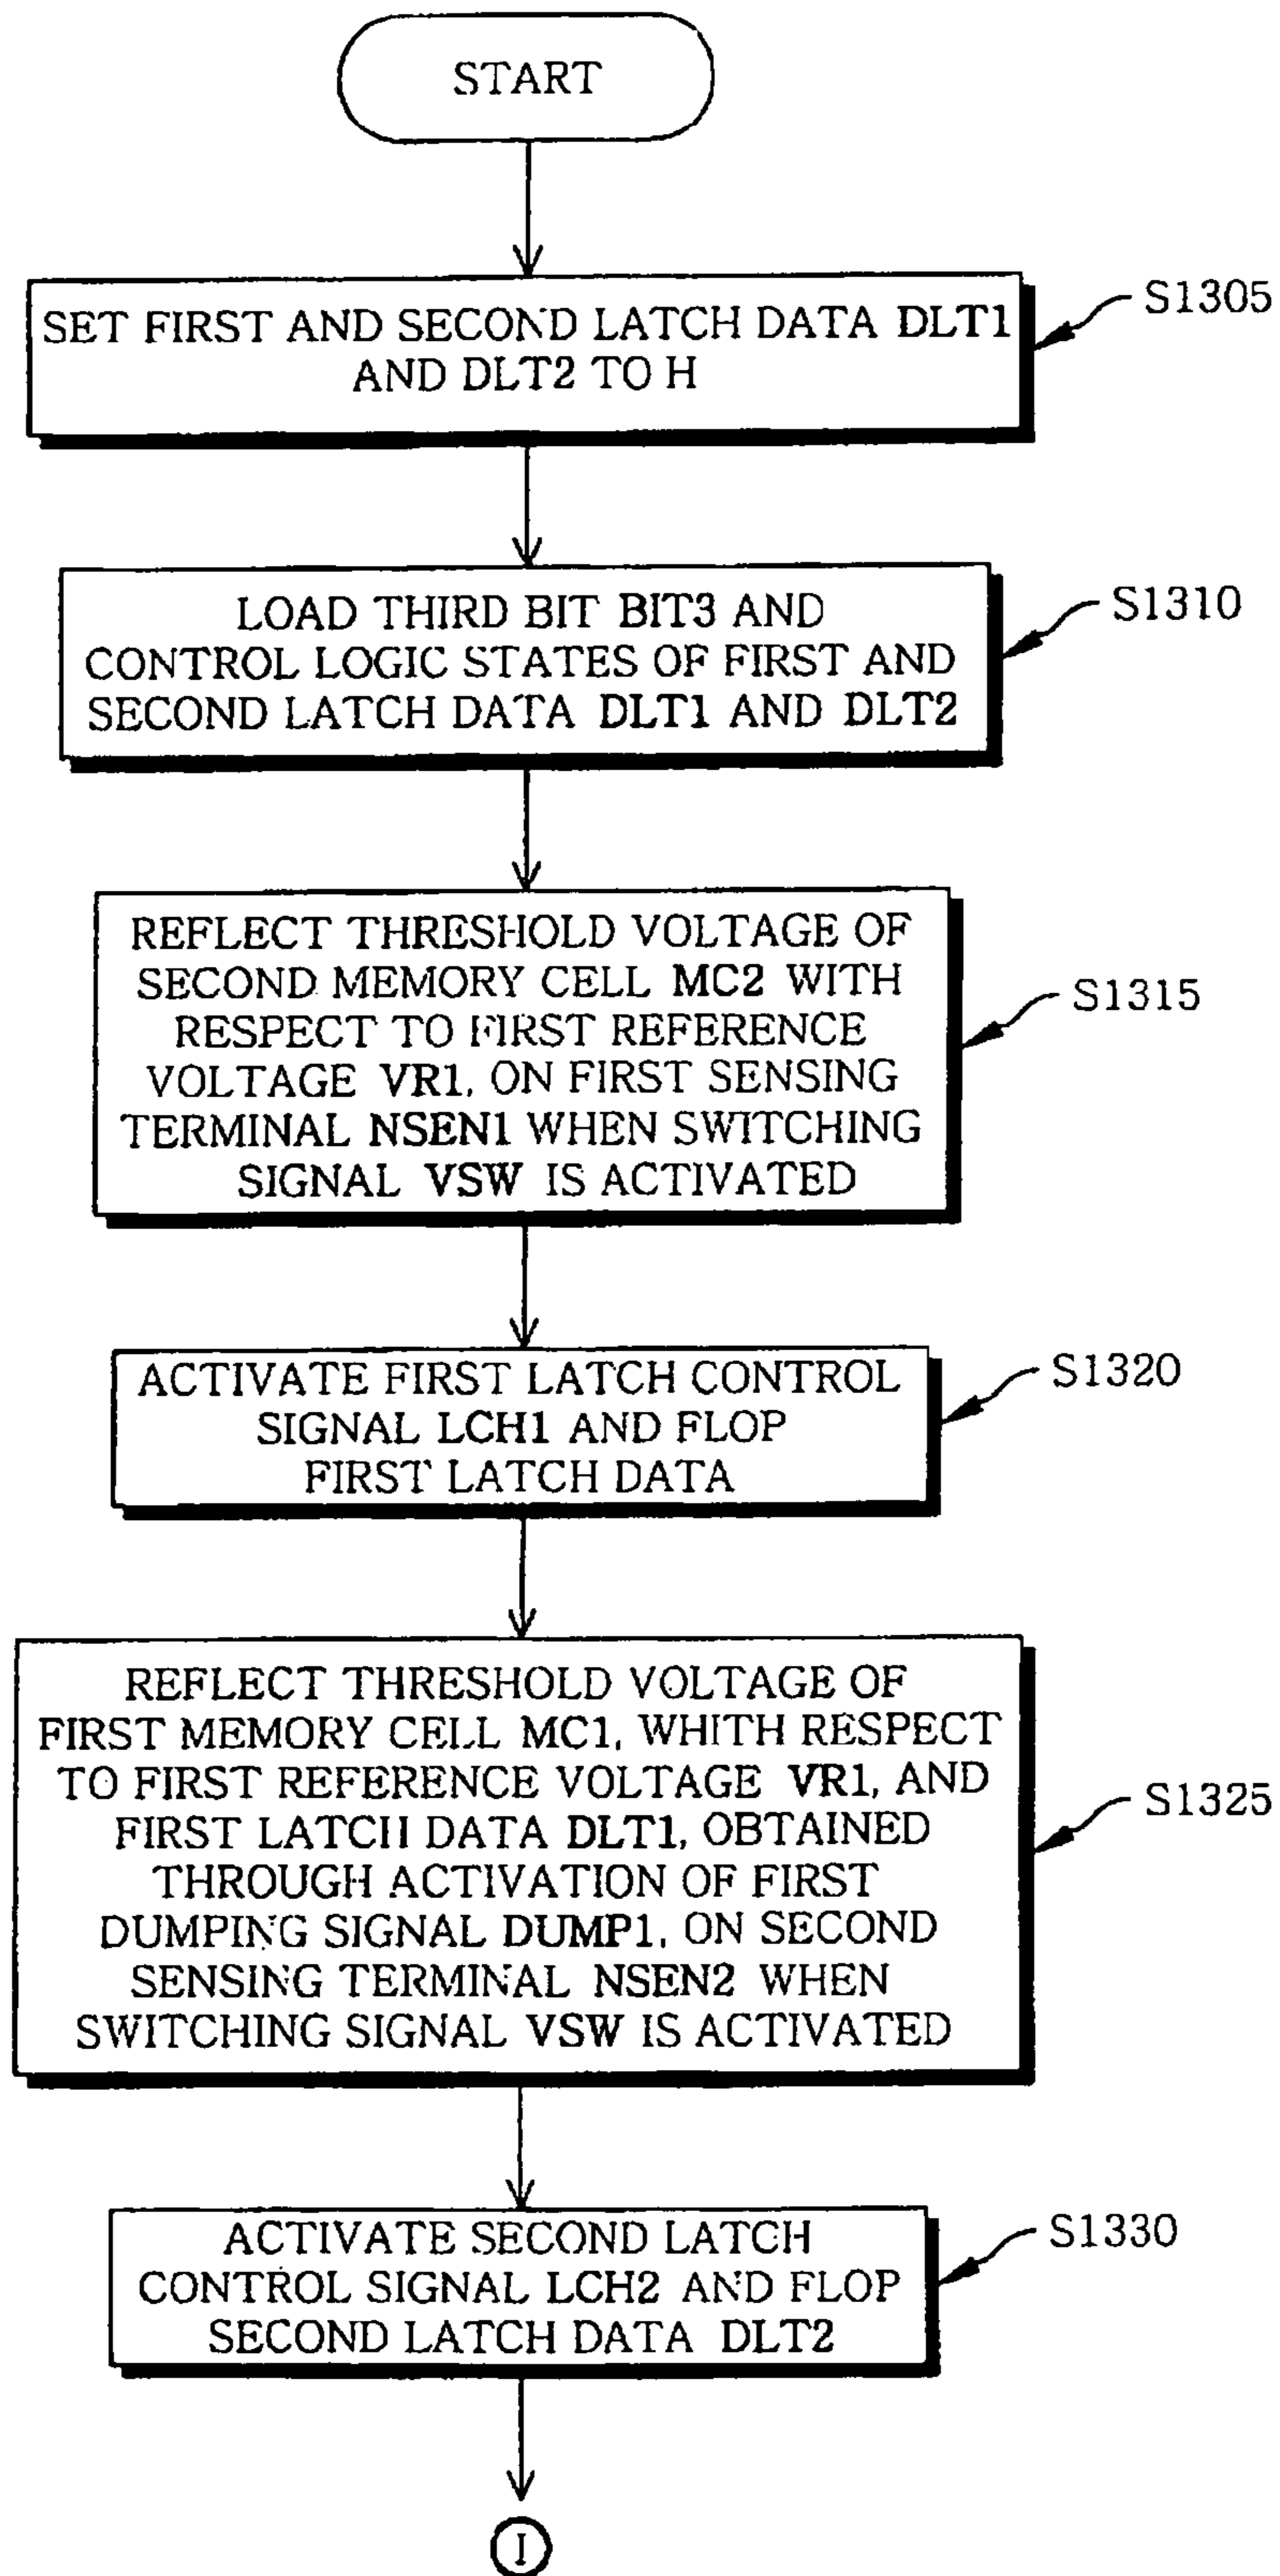 START
SET FIRST AND SECOND LATCH DATA DLT1
AND DLT2 TO H
S1305
LOAD THIRD BIT BIT3 AND
CONTROL LOGIC STATES OF FIRST AND
SECOND LATCH DATA DLT1 AND DLT2
S1310
REFLECT THRESHOLD VOLTAGE OF
SECOND MEMORY CELL MC2 WITH
RESPECT TO FIRST REFERENCE
VOLTAGE VR1, ON FIRST SENSING
TERMINAL NSEN1 WHEN SWITCHING
SIGNAL VSW IS ACTIVATED
S1315
ACTIVATE FIRST LATCH CONTROL
SIGNAL LCH1 AND FLOP
FIRST LATCH DATA
S1320
REFLECT THRESHOLD VOLTAGE OF
FIRST MEMORY CELL MC1, WHITH RESPECT
TO FIRST REFERENCE VOLTAGE VR1, AND
FIRST LATCH DATA DLT1, OBTAINED
THROUGH ACTIVATION OF FIRST
DUMPING SIGNAL DUMP1, ON SECOND
SENSING TERMINAL NSEN2 WHEN
SWITCHING SIGNAL VSW IS ACTIVATED
S1325
ACTIVATE SECOND LATCH
CONTROL SIGNAL LCH2 AND FLOP
SECOND LATCH DATA DLT2
S1330
I